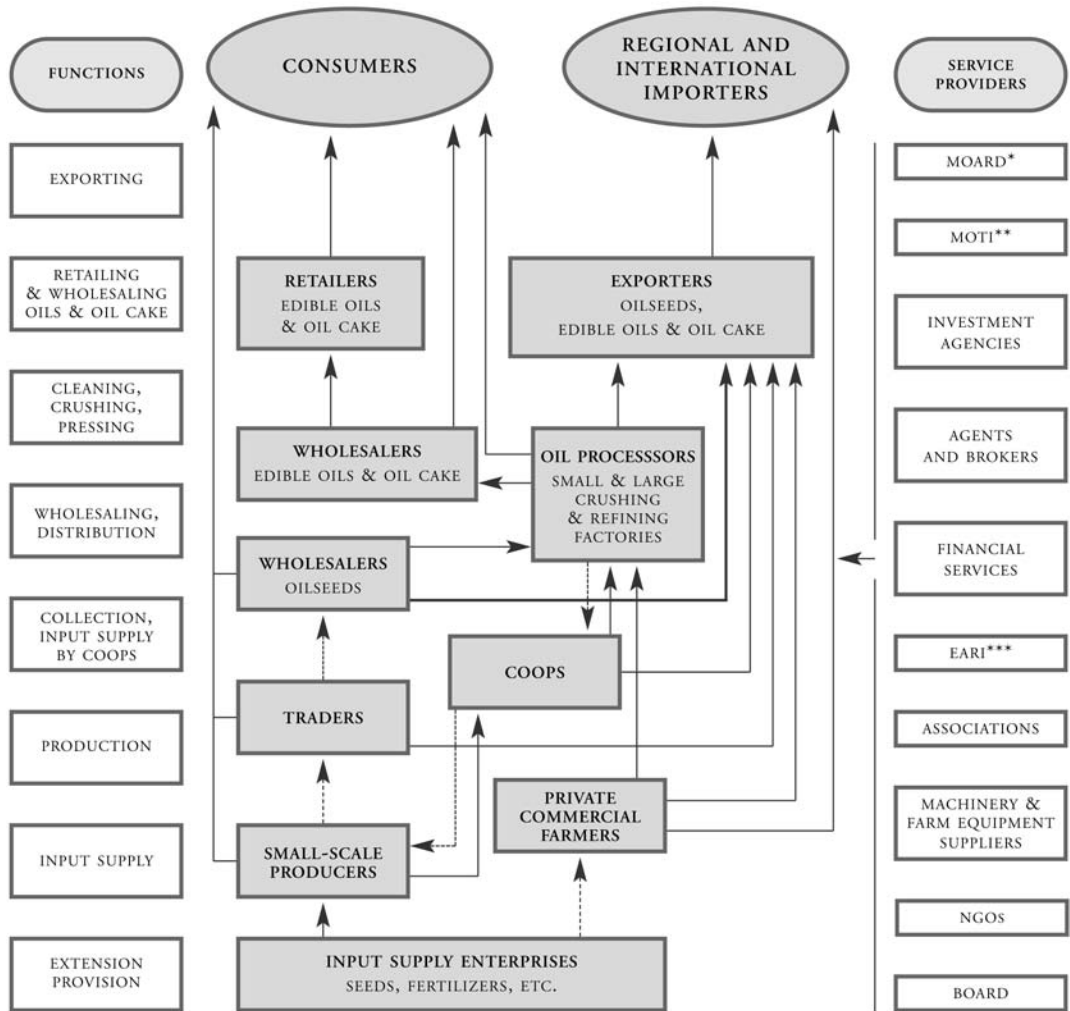 FUNCTIONS
EXPORTING
RETAILING
& WHOLESALING
OILS & OIL CAKE
CLEANING,
CRUSHING,
PRESSING
WHOLESALING,
DISTRIBUTION
COLLECTION,
INPUT SUPPLY
BY COOPS
PRODUCTION
INPUT SUPPLY
EXTENSION
PROVISION
CONSUMERS
REGIONAL AND
INTERNATIONAL
IMPORTERS
RETAILERS
EDIBLE OILS
& OIL CAKE
EXPORTERS
OILSEEDS,
EDIBLE OILS & OIL CAKE
WHOLESALERS
EDIBLE OILS & OIL CAKE
OIL PROCESSSORS
SMALL & LARGE
CRUSHING
& REFINING
FACTORIES
WHOLESALERS
OILSEEDS
COOPS
TRADERS
PRIVATE
COMMERCIAL
FARMERS
SMALL-SCALE
PRODUCERS
INPUT SUPPLY ENTERPRISES
SEEDS, FERTILIZERS, ETC.
SERVICE
PROVIDERS
MOARD*
MOTI**
INVESTMENT
AGENCIES
AGENTS
AND BROKERS
FINANCIAL
SERVICES
EARI***
ASSOCIATIONS
MACHINERY &
FARM EQUIPMENT
SUPPLIERS
NGOs
BOARD